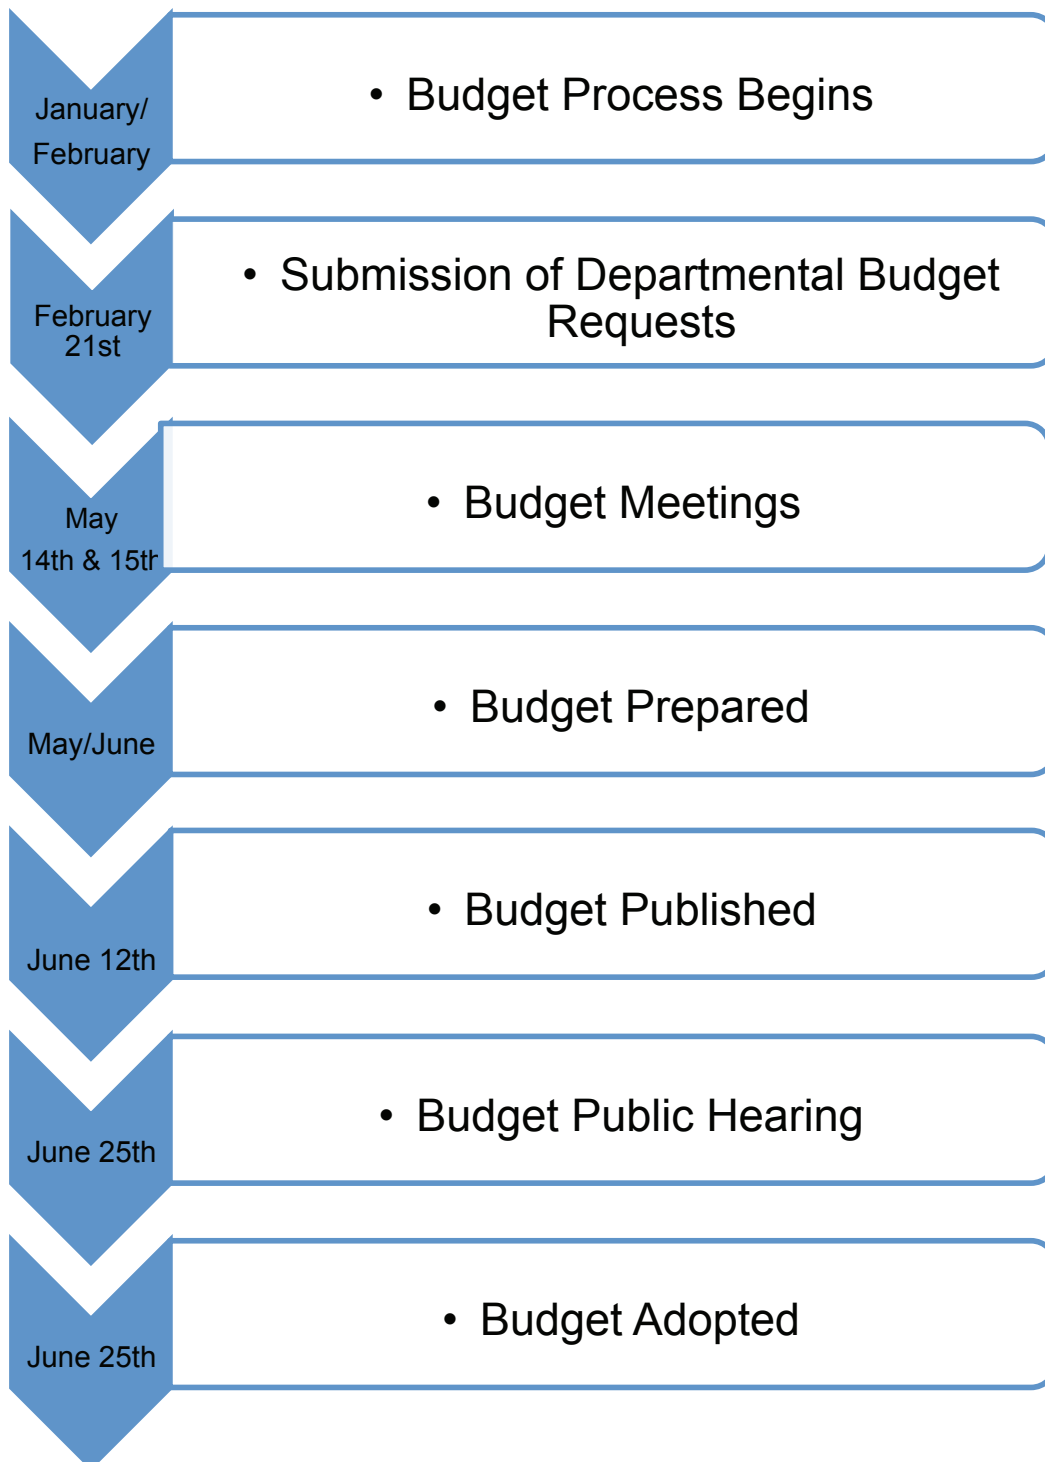 January/
February
• Budget Process Begins
February
21st
• Submission of Departmental Budget
Requests
May
14th & 15th
• Budget Meetings
May/June
• Budget Prepared
June 12th
• Budget Published
June 25th
• Budget Public Hearing
June 25th
• Budget Adopted